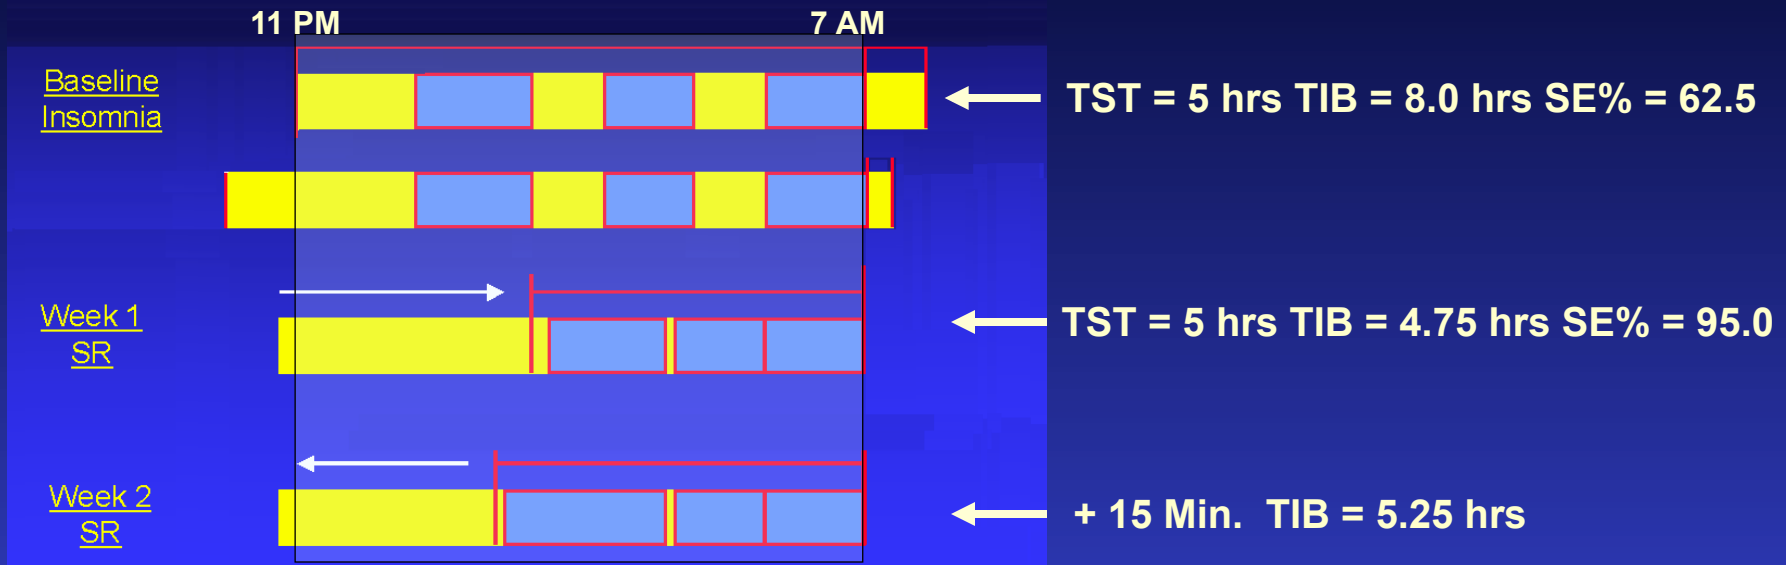 11 PM 7 AM
Baseline
Insomnia
TST = 5 hrs TIB = 8.0 hrs SE% = 62.5
Week 1
SR
TST = 5 hrs TIB = 4.75 hrs SE% = 95.0
Week 2
SR
+ 15 Min. TIB = 5.25 hrs